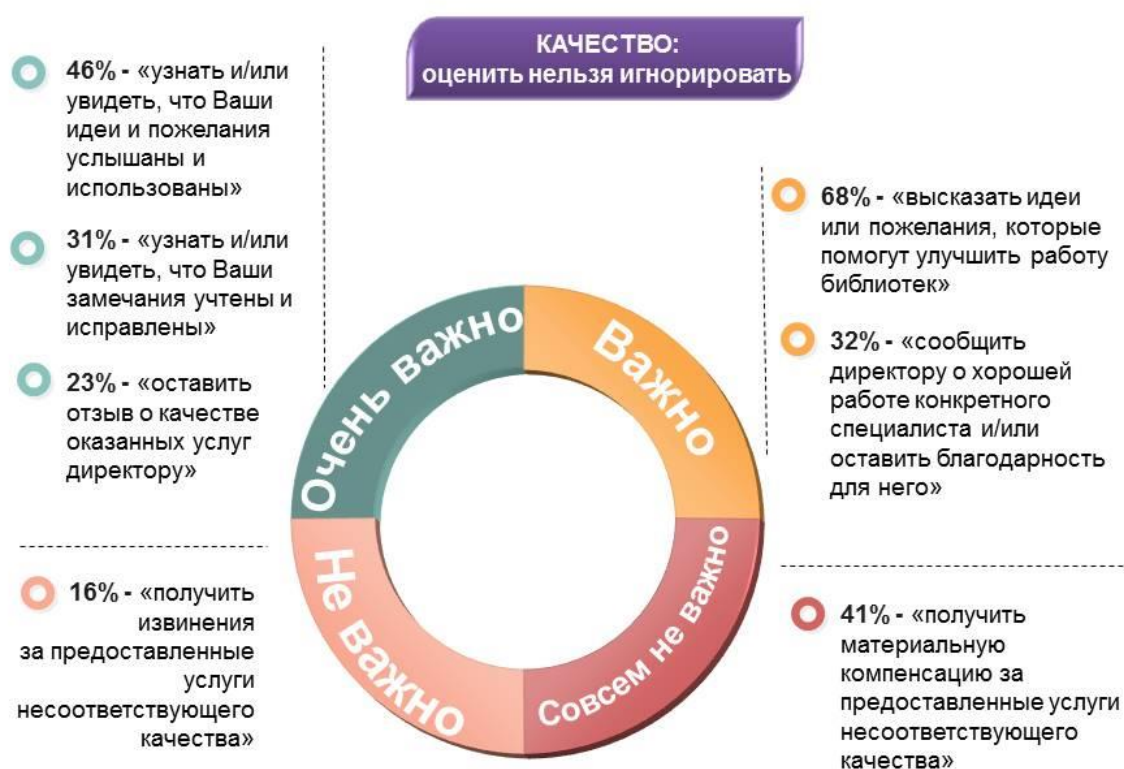 КАЧЕСТВО:
оценить нельзя игнорировать
46% - «узнать и/или
увидеть, что Ваши
идеи и пожелания
услышаны и
использованы»
31% - «узнать и/или
увидеть, что Ваши
замечания учтены и
исправлены»
23% - «оставить
отзыв о качестве
оказанных услуг
директору»
68% - «высказать идеи
или пожелания, которые
помогут улучшить работу
библиотек»
32% - «сообщить
директору о хорошей
работе конкретного
специалиста и/или
оставить благодарность
для него»
Очень важно
Важно
Не важно
Совсем не важно
16% - «получить
извинения
за предоставленные
услуги
несоответствующего
качества»
41% - «получить
материальную
компенсацию за
предоставленные услуги
несоответствующего
качества»